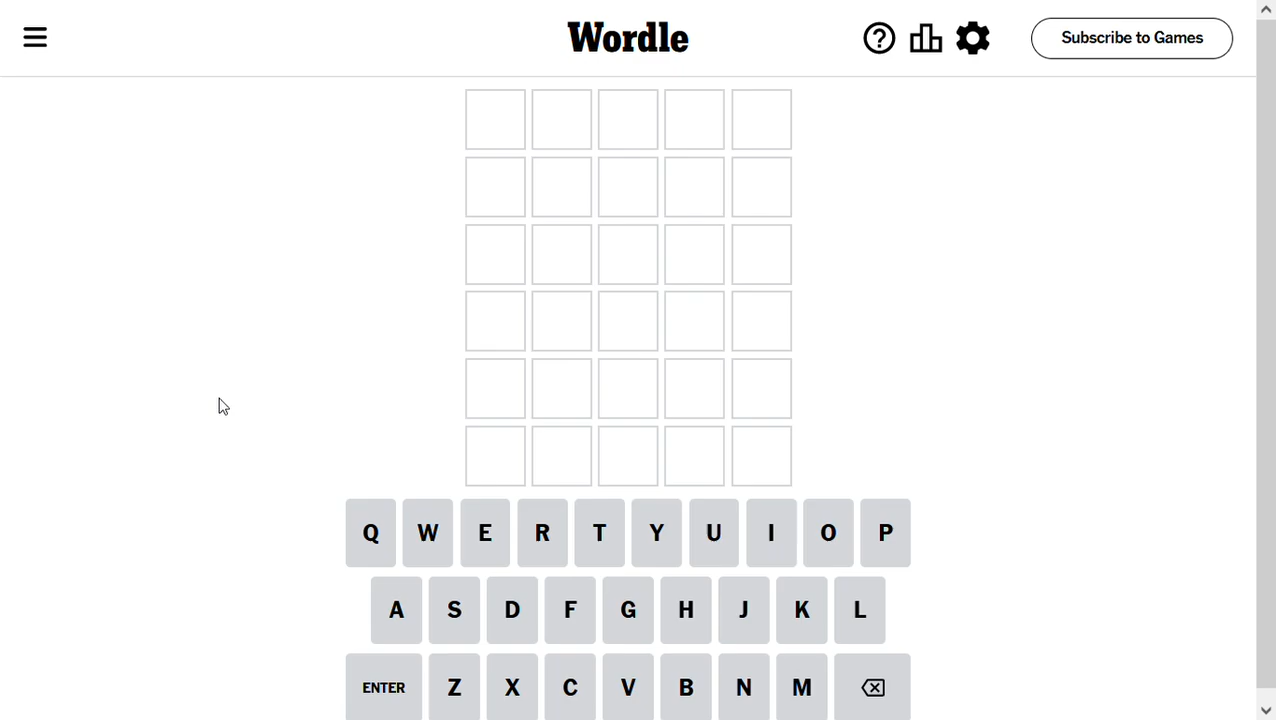 Wordle
Subscribe to Games
Q W E R T Y U I O P
A S D F G H J K L
ENTER Z X C V B N M